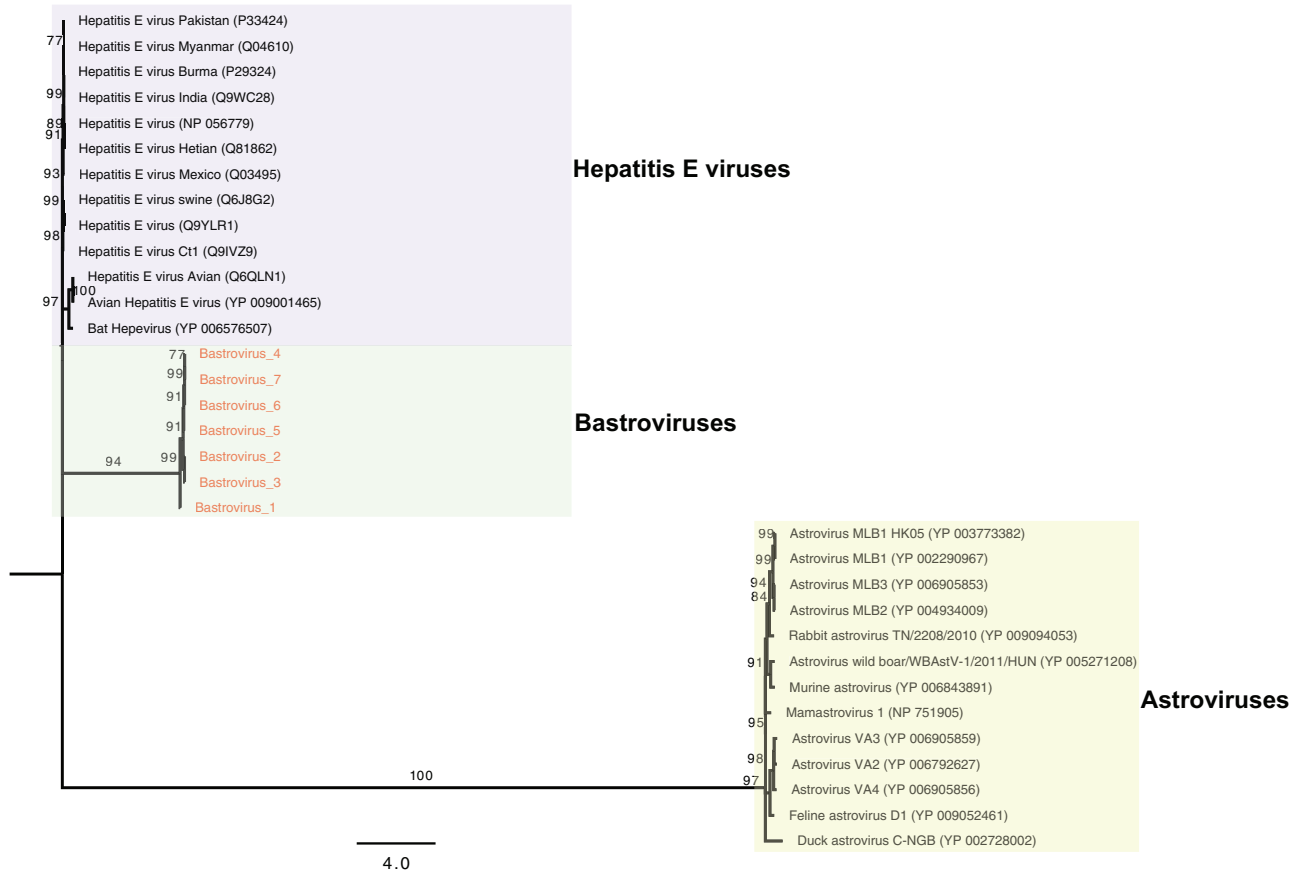 Hepatitis E virus Pakistan (P33424)
77
Hepatitis E virus Myanmar (Q04610)
Hepatitis E virus Burma (P29324)
99
Hepatitis E virus India (Q9WC28)
89
Hepatitis E virus (NP 056779)
91
Hepatitis E virus Hetian (Q81862)
Hepatitis E viruses
93
Hepatitis E virus Mexico (Q03495)
99
Hepatitis E virus swine (Q6J8G2)
Hepatitis E virus (Q9YLR1)
98
Hepatitis E virus Ct1 (Q9IVZ9)
Hepatitis E virus Avian (Q6QLN1)
100
97
Avian Hepatitis E virus (YP 009001465)
Bat Hepevirus (YP 006576507)
77
Bastrovirus_4
99
Bastrovirus_7
91
Bastrovirus_6
Bastroviruses
91
Bastrovirus_5
94
99
Bastrovirus_2
Bastrovirus_3
Bastrovirus_1
99
Astrovirus MLB1 HK05 (YP 003773382)
99
Astrovirus MLB1 (YP 002290967)
94
Astrovirus MLB3 (YP 006905853)
84
Astrovirus MLB2 (YP 004934009)
Rabbit astrovirus TN/2208/2010 (YP 009094053)
91
Astrovirus wild boar/WBAstV-1/2011/HUN (YP 005271208)
Murine astrovirus (YP 006843891)
Astroviruses
Mamastrovirus 1 (NP 751905)
95
Astrovirus VA3 (YP 006905859)
98
Astrovirus VA2 (YP 006792627)
100
97
Astrovirus VA4 (YP 006905856)
Feline astrovirus D1 (YP 009052461)
Duck astrovirus C-NGB (YP 002728002)
4.0